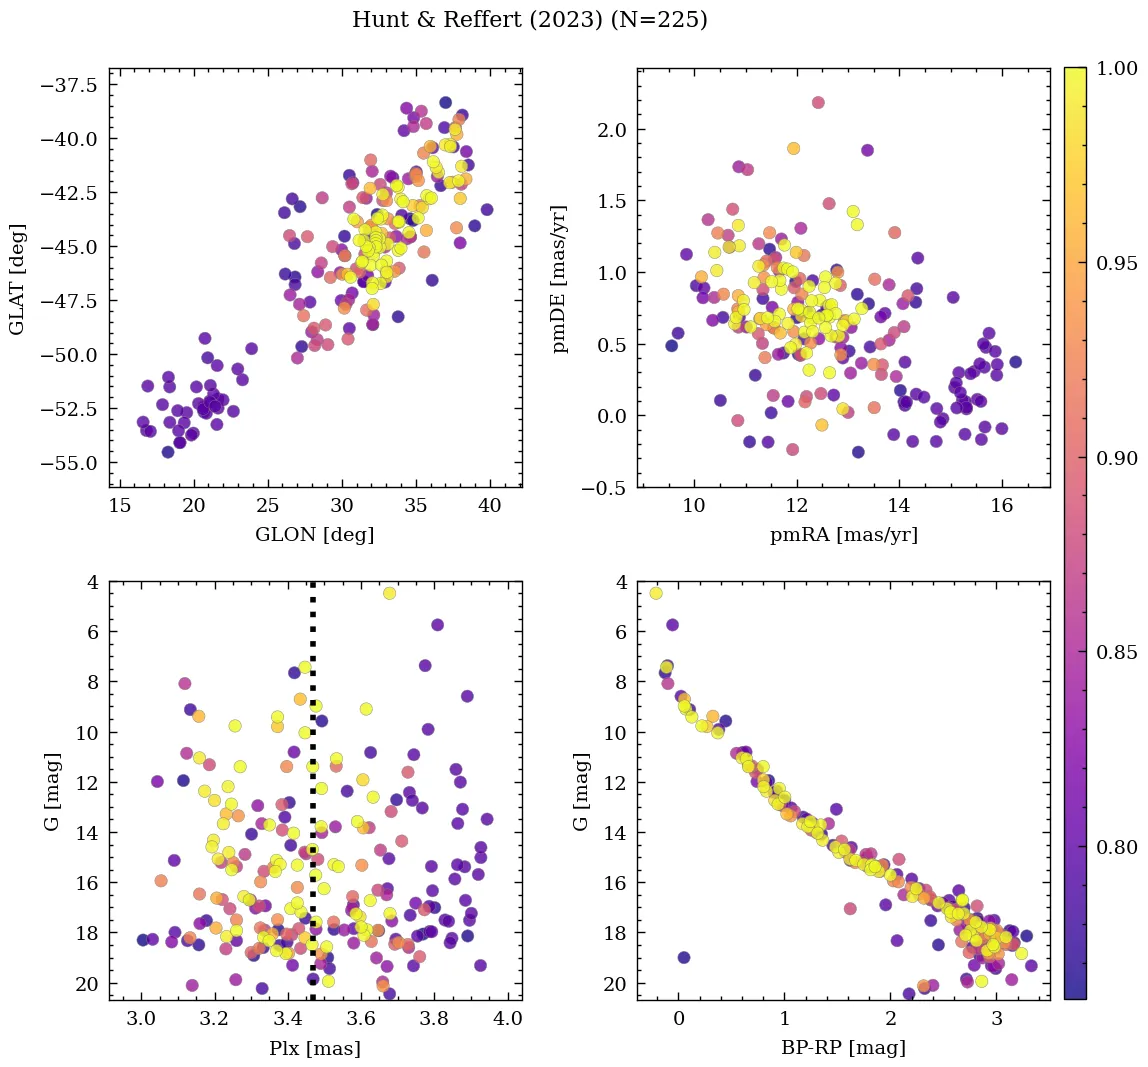 Hunt & Reffert (2023) (N=225)
−37.5
−40.0
−42.5
−45.0
−47.5
−50.0
−52.5
−55.0
GLAT [deg]
15 20 25 30 35 40
GLON [deg]
2.0
1.5
1.0
0.5
0.0
−0.5
pmDE [mas/yr]
10 12 14 16
pmRA [mas/yr]
4
6
8
10
12
14
16
18
20
G [mag]
3.0 3.2 3.4 3.6 3.8 4.0
Plx [mas]
4
6
8
10
12
14
16
18
20
G [mag]
0 1 2 3
BP-RP [mag]
1.00
0.95
0.90
0.85
0.80